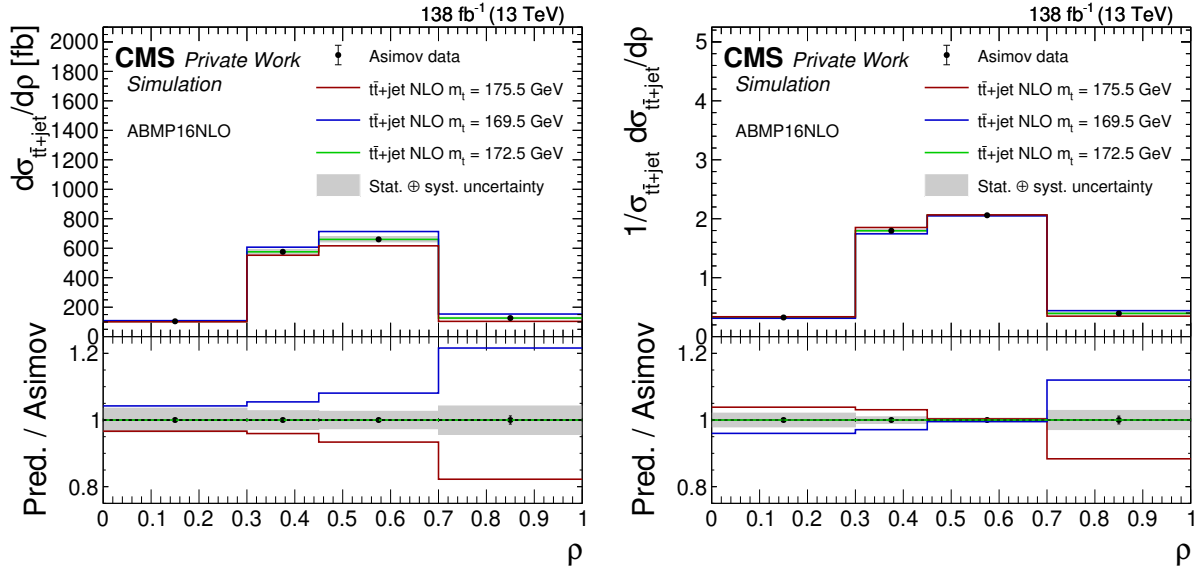 138 fb⁻¹ (13 TeV)
CMS Private Work
Simulation
ABMP16NLO
Asimov data
tt̄+jet NLO mₜ = 175.5 GeV
tt̄+jet NLO mₜ = 169.5 GeV
tt̄+jet NLO mₜ = 172.5 GeV
Stat. ⊕ syst. uncertainty
dσ_tt̄+jet/dρ [fb]
2000
1800
1600
1400
1200
1000
800
600
400
200
0
Pred. / Asimov
1.2
1
0.8
0 0.1 0.2 0.3 0.4 0.5 0.6 0.7 0.8 0.9 1
ρ
138 fb⁻¹ (13 TeV)
CMS Private Work
Simulation
ABMP16NLO
Asimov data
tt̄+jet NLO mₜ = 175.5 GeV
tt̄+jet NLO mₜ = 169.5 GeV
tt̄+jet NLO mₜ = 172.5 GeV
Stat. ⊕ syst. uncertainty
1/σ_tt̄+jet dσ_tt̄+jet/dρ
5
4
3
2
1
0
Pred. / Asimov
1.2
1
0.8
0 0.1 0.2 0.3 0.4 0.5 0.6 0.7 0.8 0.9 1
ρ